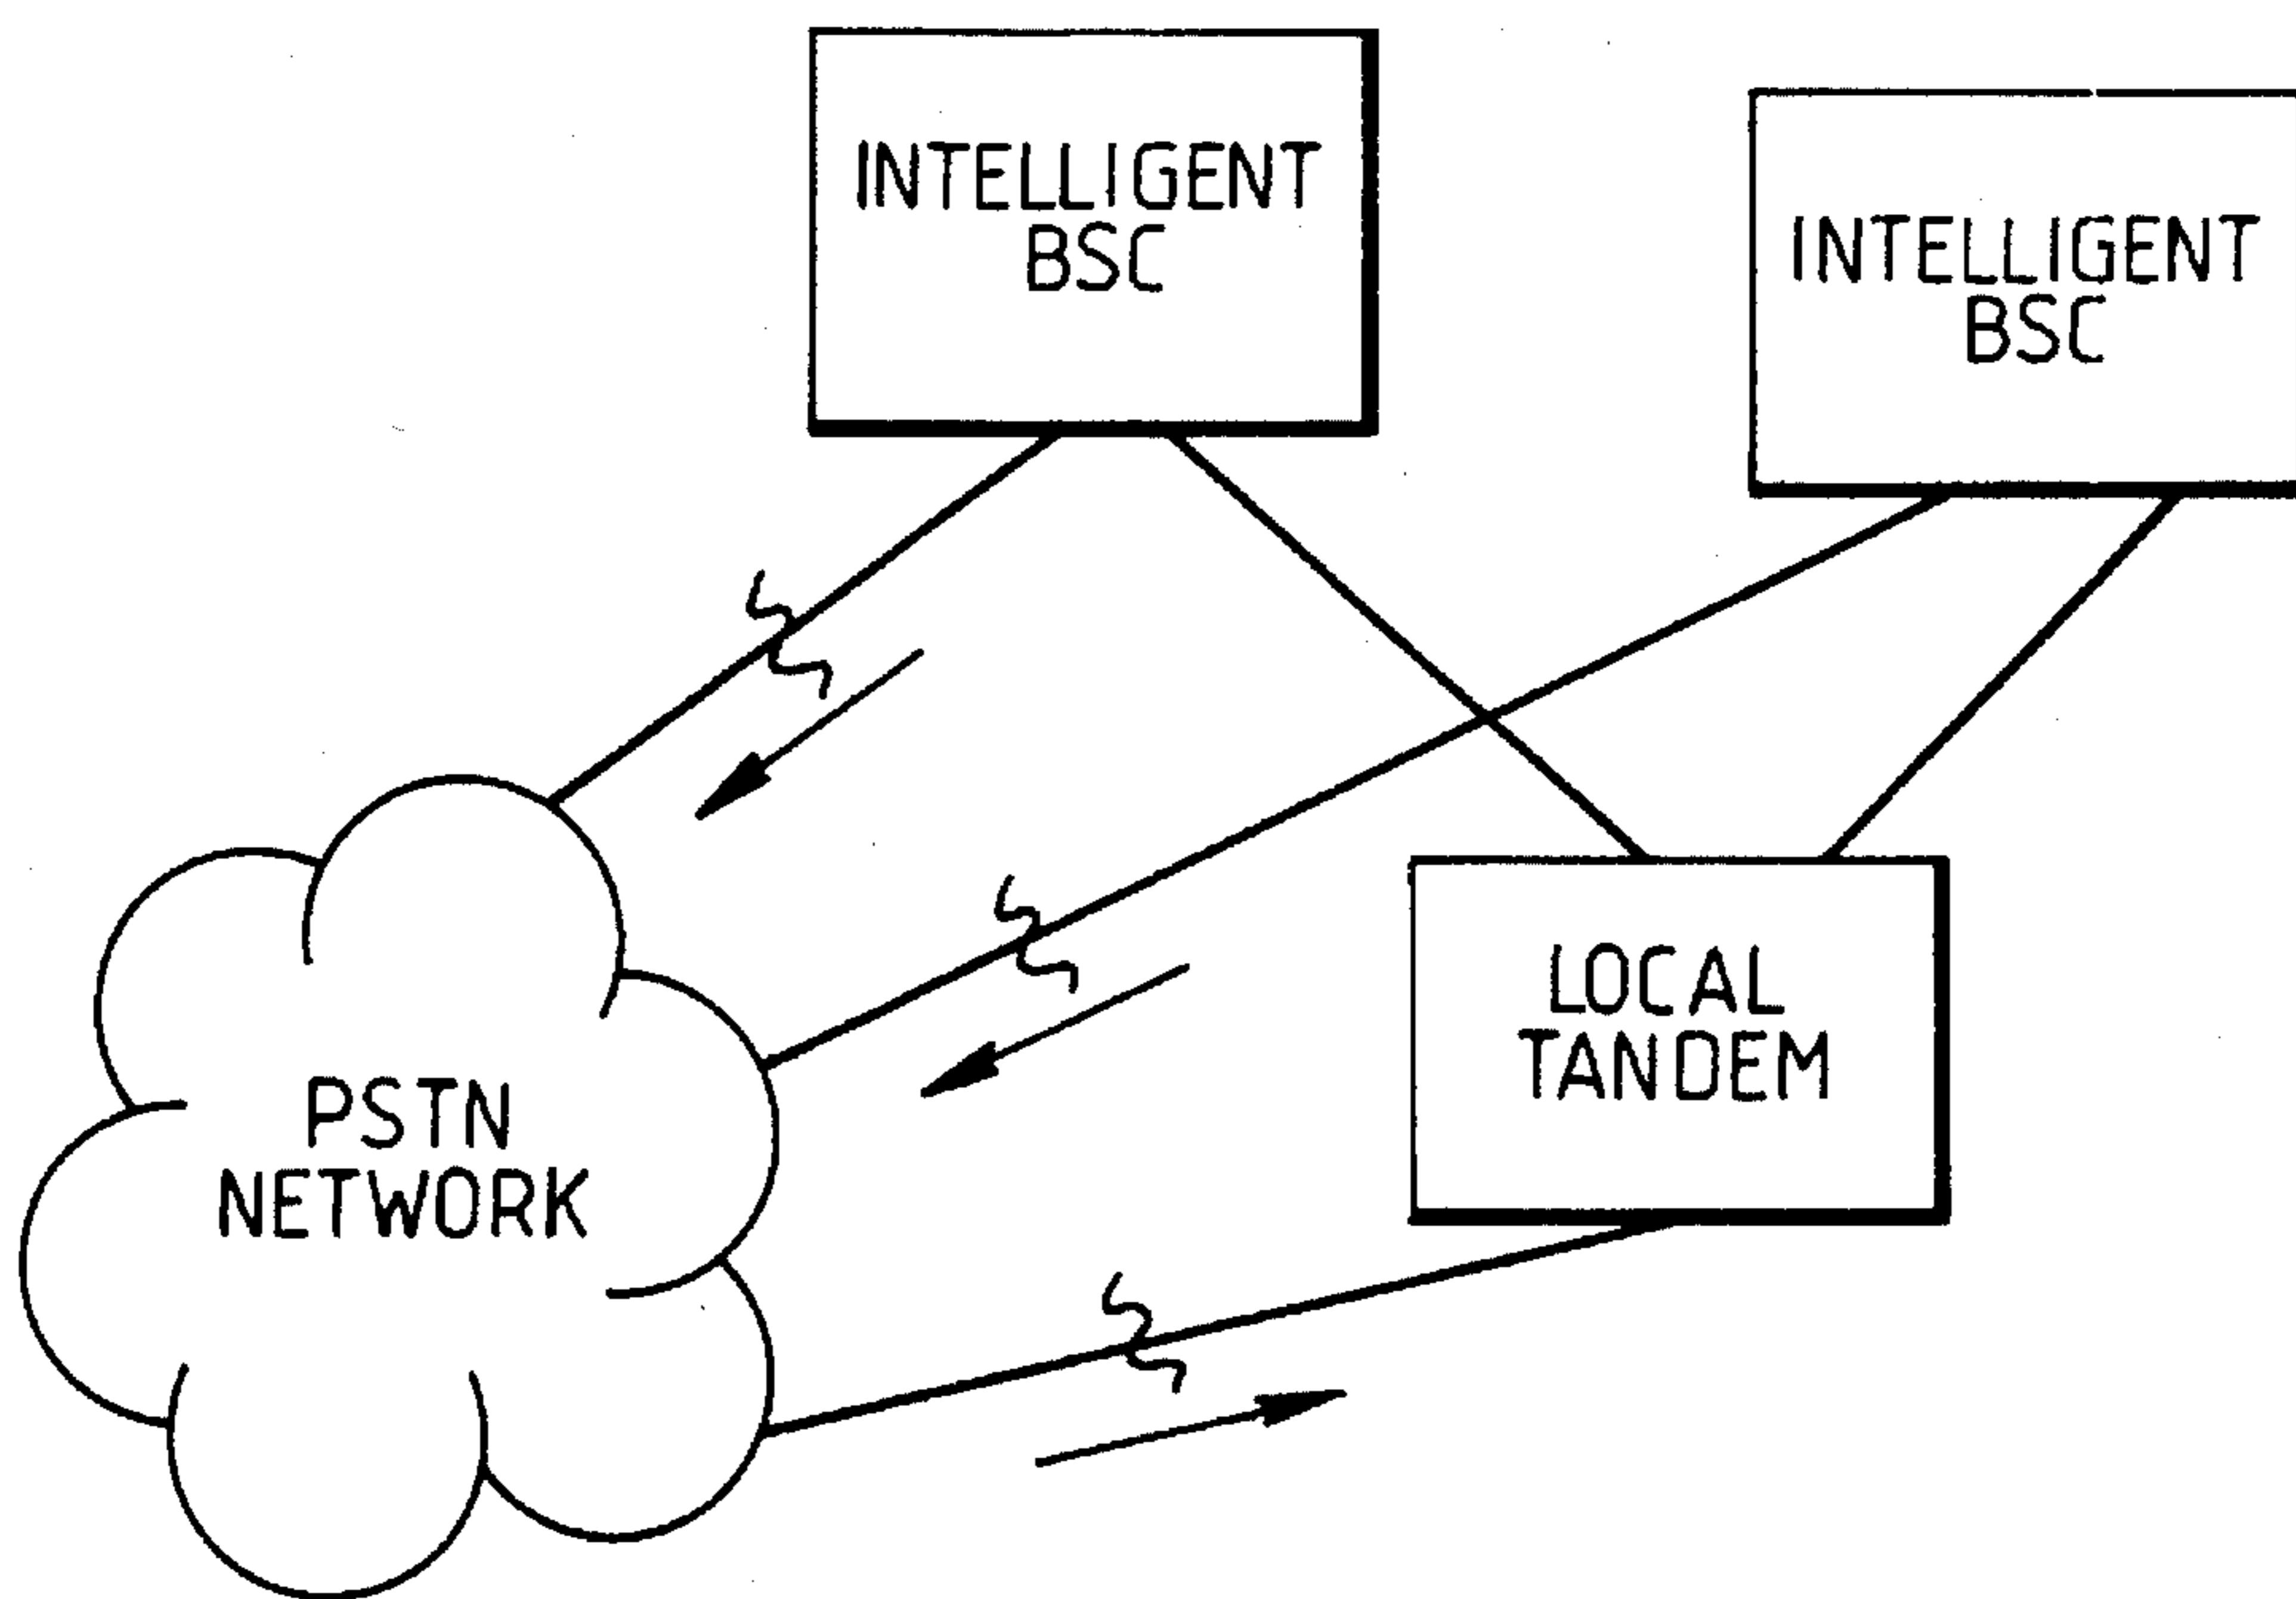 INTELLIGENT
BSC
INTELLIGENT
BSC
LOCAL
TANDEM
PSTN
NETWORK